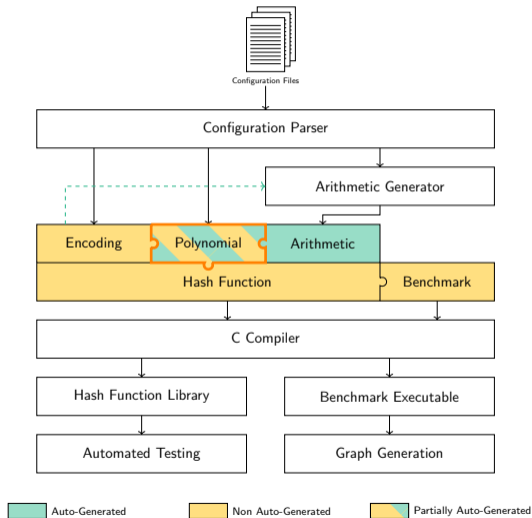 Configuration Files
Configuration Parser
Arithmetic Generator
Encoding
Polynomial
Arithmetic
Hash Function
Benchmark
C Compiler
Hash Function Library
Benchmark Executable
Automated Testing
Graph Generation
Auto-Generated
Non Auto-Generated
Partially Auto-Generated